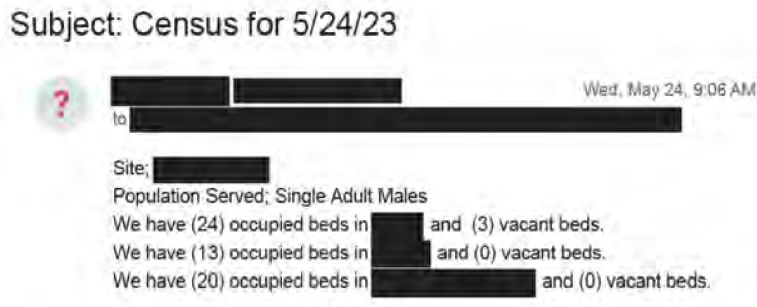 Subject: Census for 5/24/23
?
Wed, May 24, 9:06 AM
to
Site;
Population Served; Single Adult Males
We have (24) occupied beds in and (3) vacant beds.
We have (13) occupied beds in and (0) vacant beds.
We have (20) occupied beds in and (0) vacant beds.